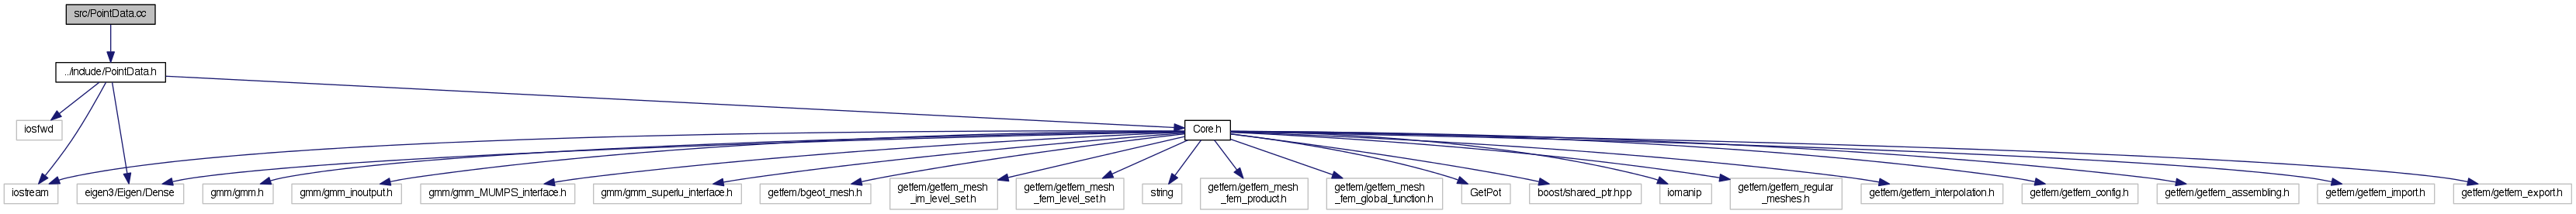 src/PointData.cc
../include/PointData.h
iosfwd
Core.h
iostream
eigen3/Eigen/Dense
gmm/gmm.h
gmm/gmm_inoutput.h
gmm/gmm_MUMPS_interface.h
gmm/gmm_superlu_interface.h
getfem/bgeot_mesh.h
getfem/getfem_mesh
_im_level_set.h
getfem/getfem_mesh
_fem_level_set.h
string
getfem/getfem_mesh
_fem_product.h
getfem/getfem_mesh
_fem_global_function.h
GetPot
boost/shared_ptr.hpp
iomanip
getfem/getfem_regular
_meshes.h
getfem/getfem_interpolation.h
getfem/getfem_config.h
getfem/getfem_assembling.h
getfem/getfem_import.h
getfem/getfem_export.h